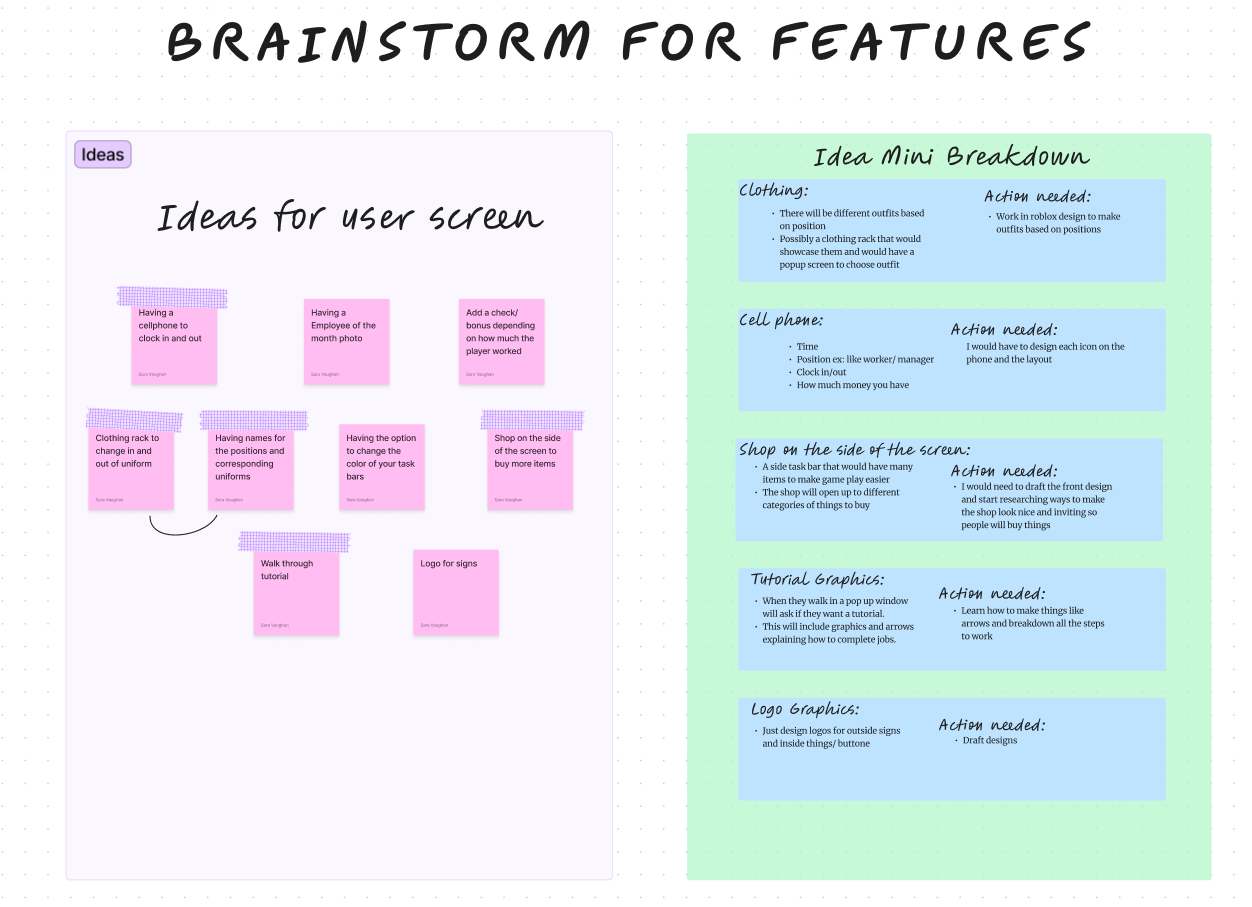 BRAINSTORM FOR FEATURES
Ideas
Ideas for user screen
Having a
cellphone to
clock in and out
Sara Vaughan
Having a
Employee of the
month photo
Sara Vaughan
Add a check/
bonus depending
on how much the
player worked
Sara Vaughan
Clothing rack to
change in and
out of uniform
Sara Vaughan
Having names for
the positions and
corresponding
uniforms
Sara Vaughan
Having the option
to change the
color of your task
bars
Sara Vaughan
Shop on the side
of the screen to
buy more items
Sara Vaughan
Walk through
tutorial
Sara Vaughan
Logo for signs
Sara Vaughan
Idea Mini Breakdown
Clothing:
• There will be different outfits based
on position
• Possibly a clothing rack that would
showcase them and would have a
popup screen to choose outfit
Action needed:
• Work in roblox design to make
outfits based on positions
Cell phone:
• Time
• Position ex: like worker/ manager
• Clock in/out
• How much money you have
Action needed:
I would have to design each icon on the
phone and the layout
Shop on the side of the screen:
• A side task bar that would have many
items to make game play easier
• The shop will open up to different
categories of things to buy
Action needed:
• I would need to draft the front design
and start researching ways to make
the shop look nice and inviting so
people will buy things
Tutorial Graphics:
• When they walk in a pop up window
will ask if they want a tutorial.
• This will include graphics and arrows
explaining how to complete jobs.
Action needed:
• Learn how to make things like
arrows and breakdown all the steps
to work
Logo Graphics:
• Just design logos for outside signs
and inside things/ buttone
Action needed:
• Draft designs